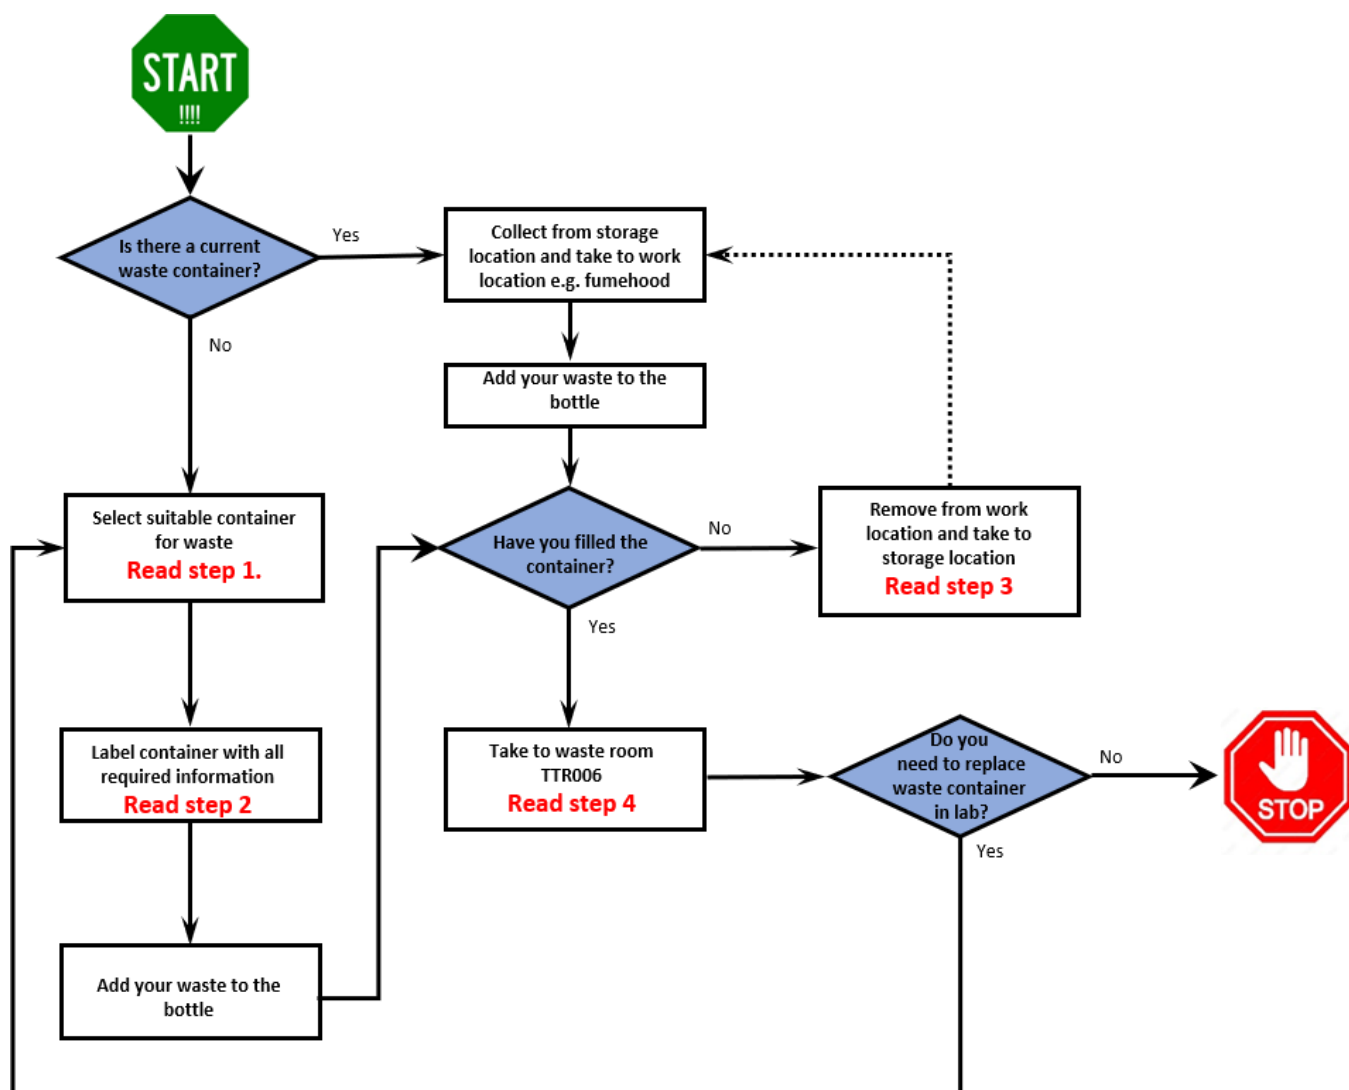 START
!!!!
Is there a current
waste container?
Yes
No
Collect from storage
location and take to work
location e.g. fumehood
Add your waste to the
bottle
Select suitable container
for waste
Read step 1.
Have you filled the
container?
No
Yes
Remove from work
location and take to
storage location
Read step 3
Label container with all
required information
Read step 2
Take to waste room
TTR006
Read step 4
Do you
need to replace
waste container
in lab?
No
Yes
STOP
Add your waste to the
bottle